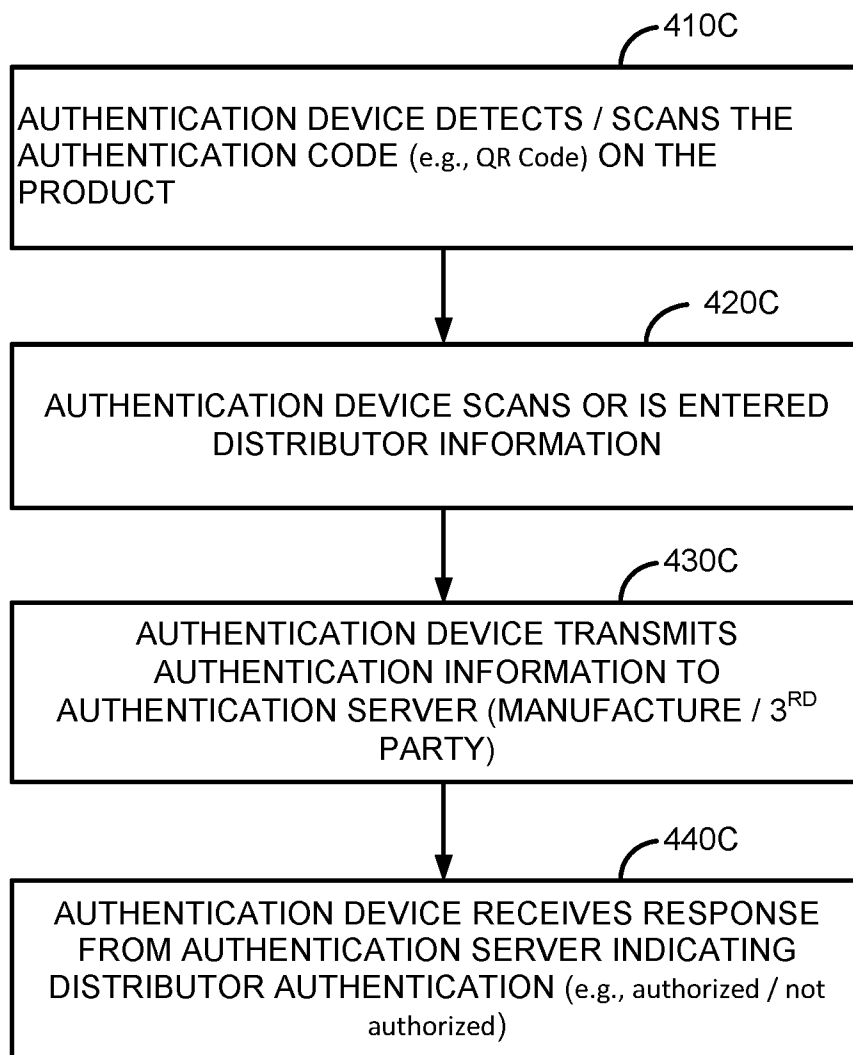 410C
AUTHENTICATION DEVICE DETECTS / SCANS THE
AUTHENTICATION CODE (e.g., QR Code) ON THE
PRODUCT
420C
AUTHENTICATION DEVICE SCANS OR IS ENTERED
DISTRIBUTOR INFORMATION
430C
AUTHENTICATION DEVICE TRANSMITS
AUTHENTICATION INFORMATION TO
AUTHENTICATION SERVER (MANUFACTURE / 3RD
PARTY)
440C
AUTHENTICATION DEVICE RECEIVES RESPONSE
FROM AUTHENTICATION SERVER INDICATING
DISTRIBUTOR AUTHENTICATION (e.g., authorized / not
authorized)